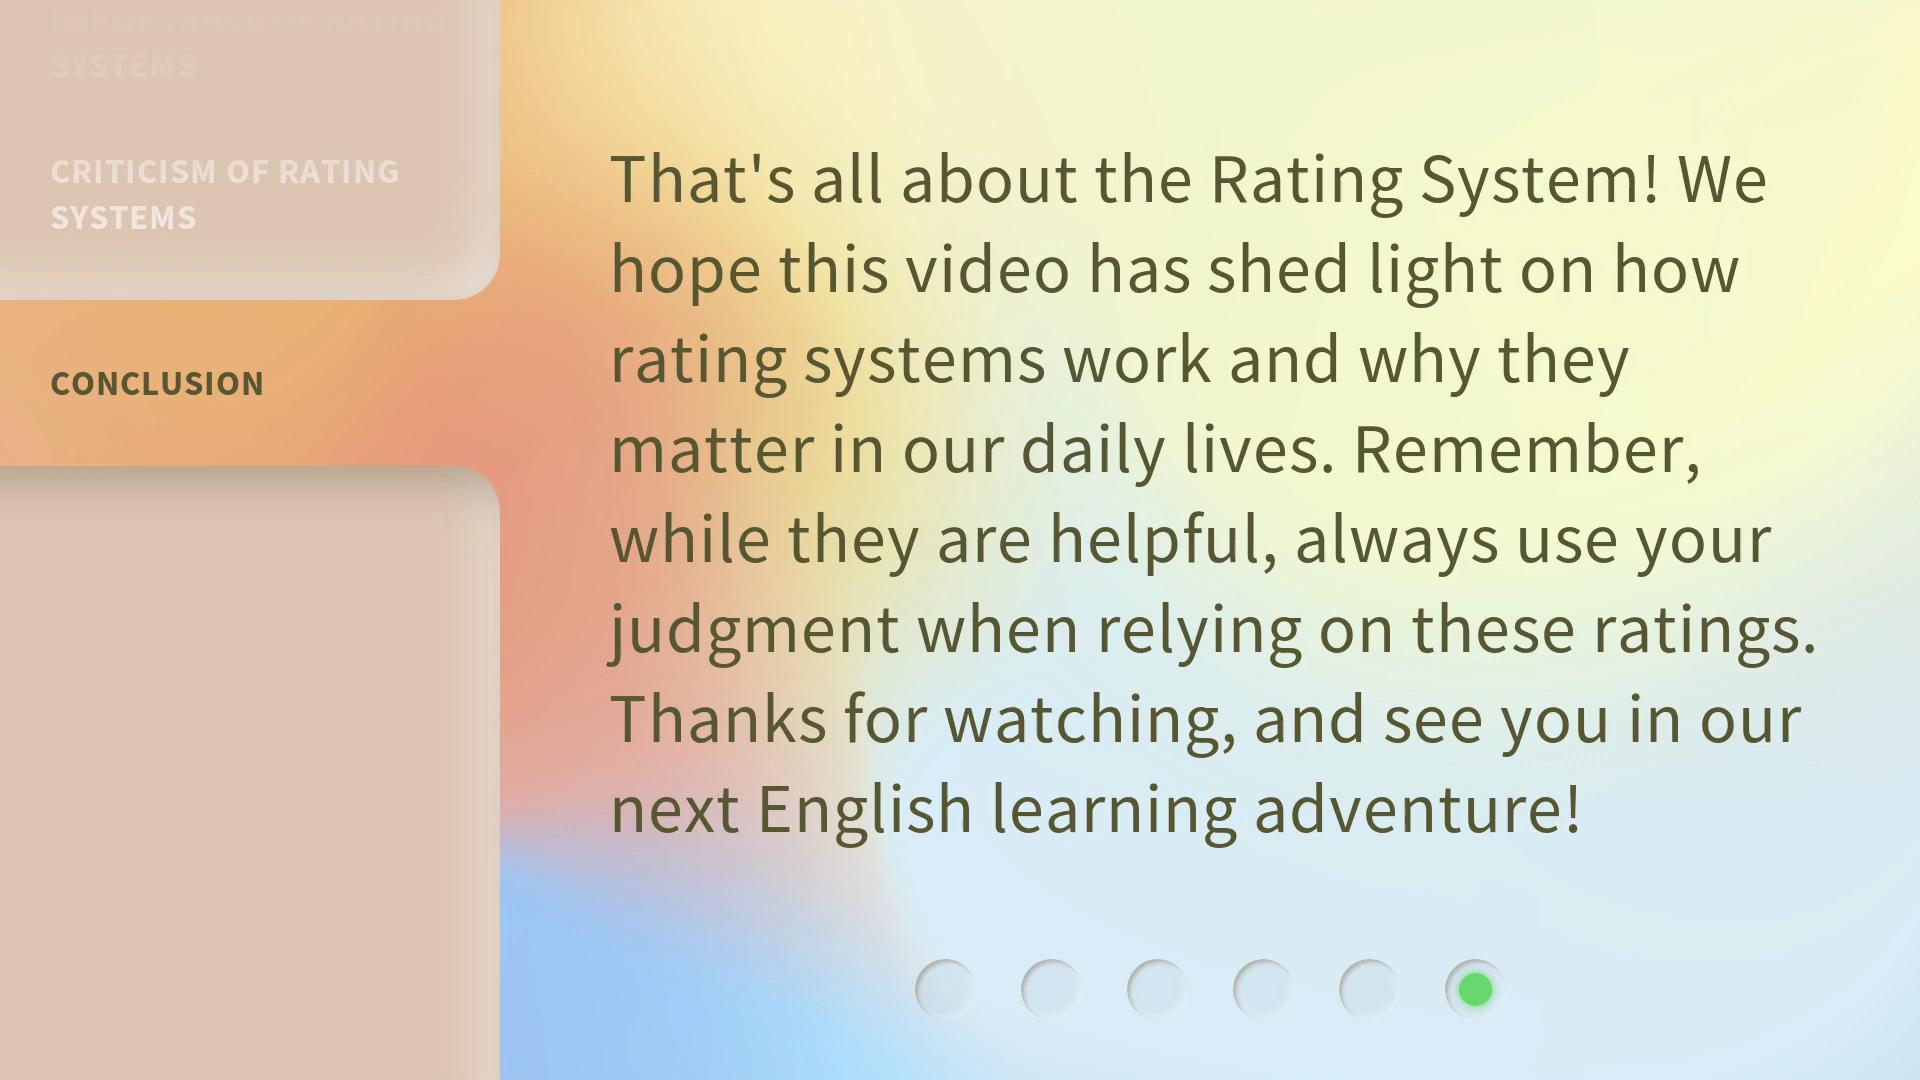 IMPORTANCE OF RATING
SYSTEMS
CRITICISM OF RATING
SYSTEMS
CONCLUSION
That's all about the Rating System! We
hope this video has shed light on how
rating systems work and why they
matter in our daily lives. Remember,
while they are helpful, always use your
judgment when relying on these ratings.
Thanks for watching, and see you in our
next English learning adventure!